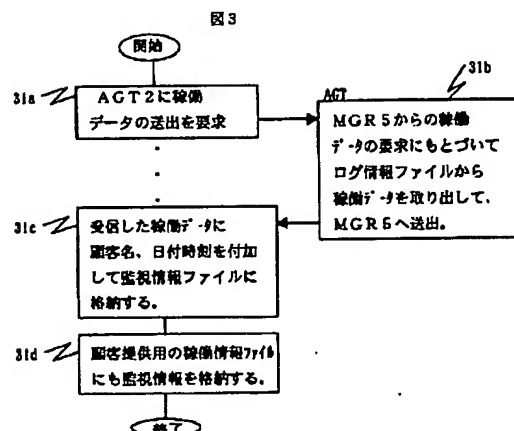 図3
開始
31a
AGT2に稼働
データの送出を要求
31b
AGT
MGR5からの稼働
データの要求にもとづいて
ログ情報ファイルから
稼働データを取り出して、
MGR5へ送出。
31c
受信した稼働データに
顧客名、日付時刻を付加
して監視情報ファイルに
格納する。
31d
顧客提供用の稼働情報ファイル
にも監視情報を格納する。
終了